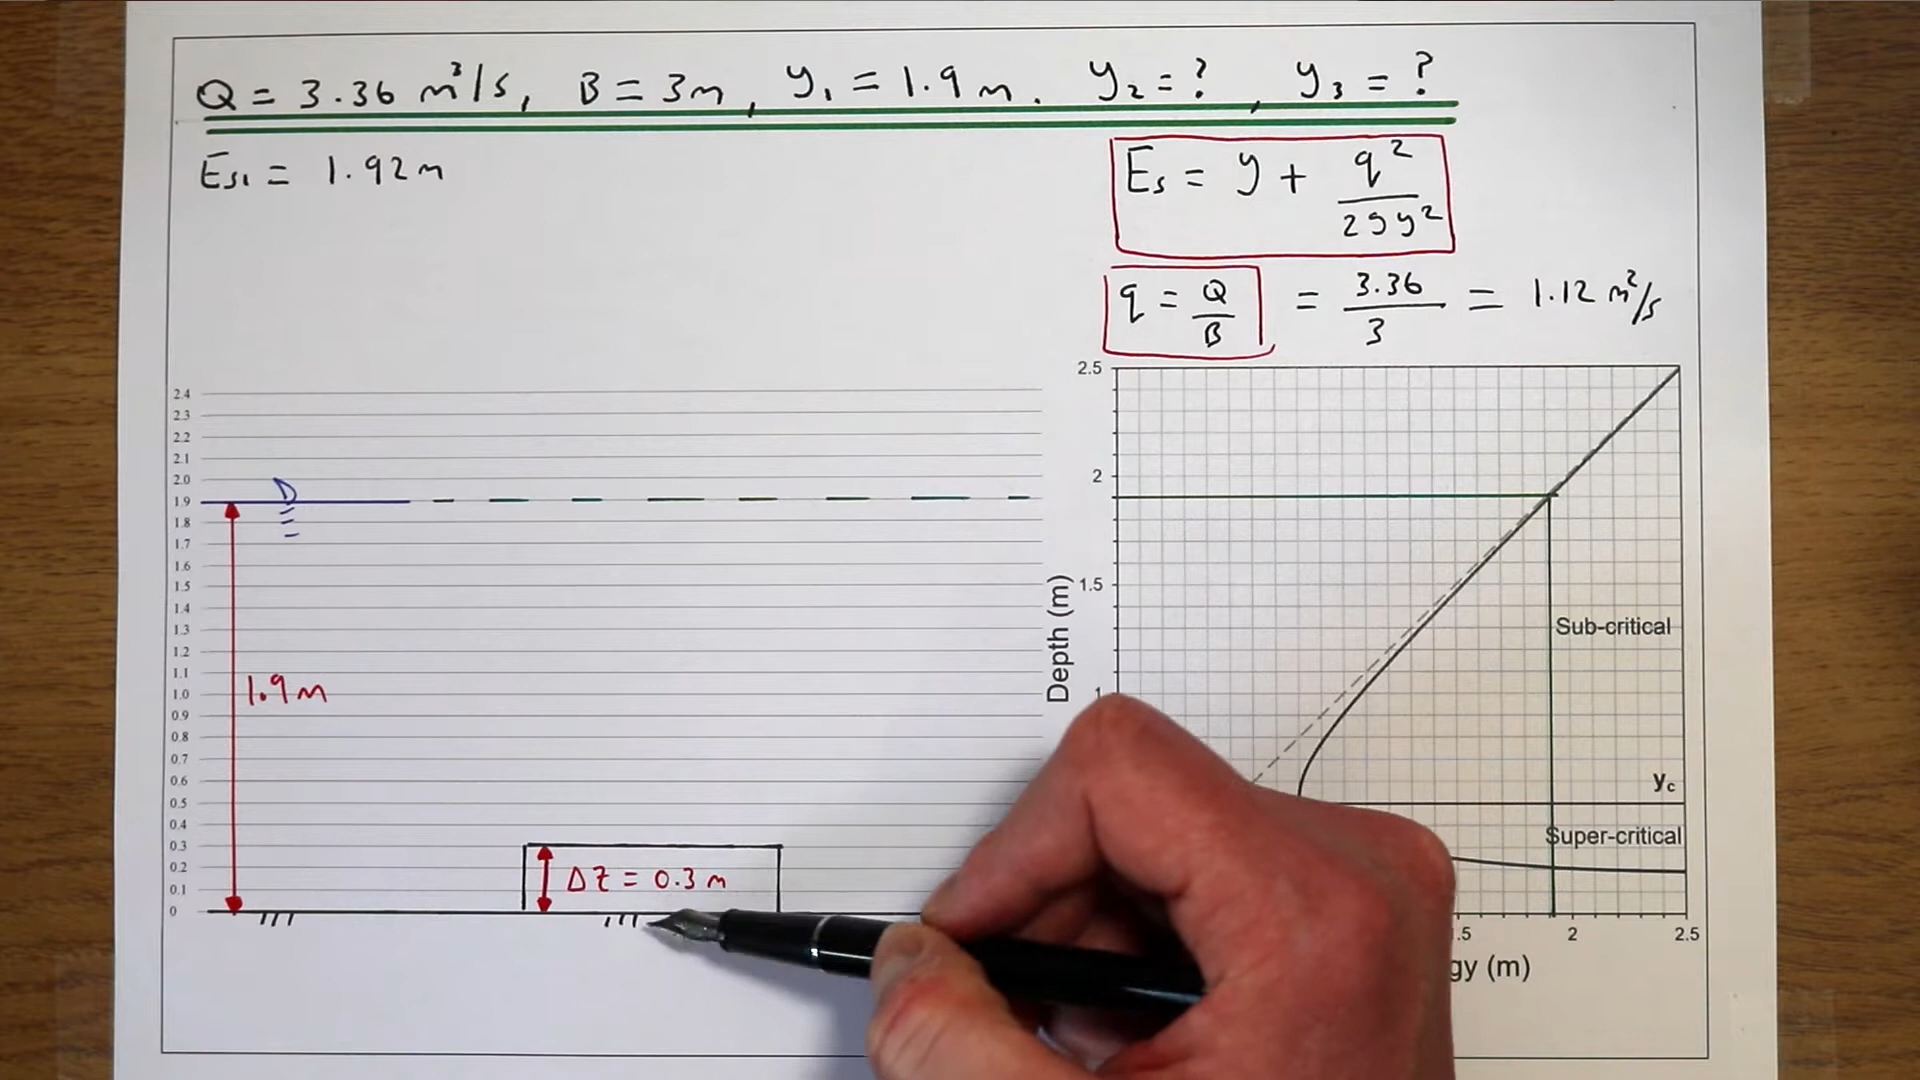 Q = 3.36 m³/s, B = 3m, y₁ = 1.9m. y₂ = ?, y₃ = ?
Es₁ = 1.92m
Es = y + q² / 2gy²
q = Q / B = 3.36 / 3 = 1.12 m²/s
2.4
2.3
2.2
2.1
2.0
1.9
1.8
1.7
1.6
1.5
1.4
1.3
1.2
1.1
1.0
0.9
0.8
0.7
0.6
0.5
0.4
0.3
0.2
0.1
0
1.9m
ΔZ = 0.3 m
2.5
2
1.5
1
Depth (m)
Sub-critical
yc
Super-critical
2
2.5
(m)